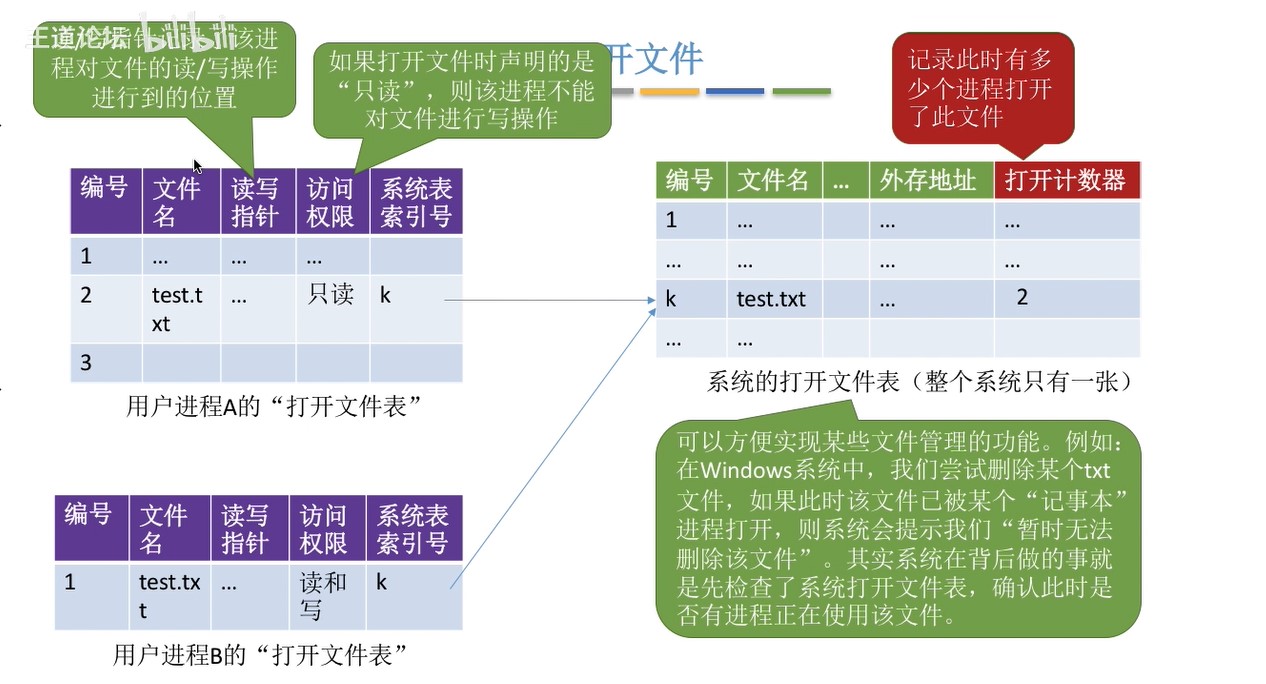 王道论坛 bilibili
程对文件的读/写操作
进行到的位置
如果打开文件时声明的是
“只读”，则该进程不能
对文件进行写操作
开文件
记录此时有多
少个进程打开
了此文件
编号 文件名 读写指针 访问权限 系统表索引号
1 ... ... ...
2 test.txt ... 只读 k
3
用户进程A的“打开文件表”
编号 文件名 ... 外存地址 打开计数器
1 ... ... ...
... ... ... ...
k test.txt ... 2
... ...
系统的打开文件表（整个系统只有一张）
可以方便实现某些文件管理的功能。例如：
在Windows系统中，我们尝试删除某个txt
文件，如果此时该文件已被某个“记事本”
进程打开，则系统会提示我们“暂时无法
删除该文件”。其实系统在背后做的事就
是先检查了系统打开文件表，确认此时是
否有进程正在使用该文件。
编号 文件名 读写指针 访问权限 系统表索引号
1 test.txt ... 读和写 k
用户进程B的“打开文件表”